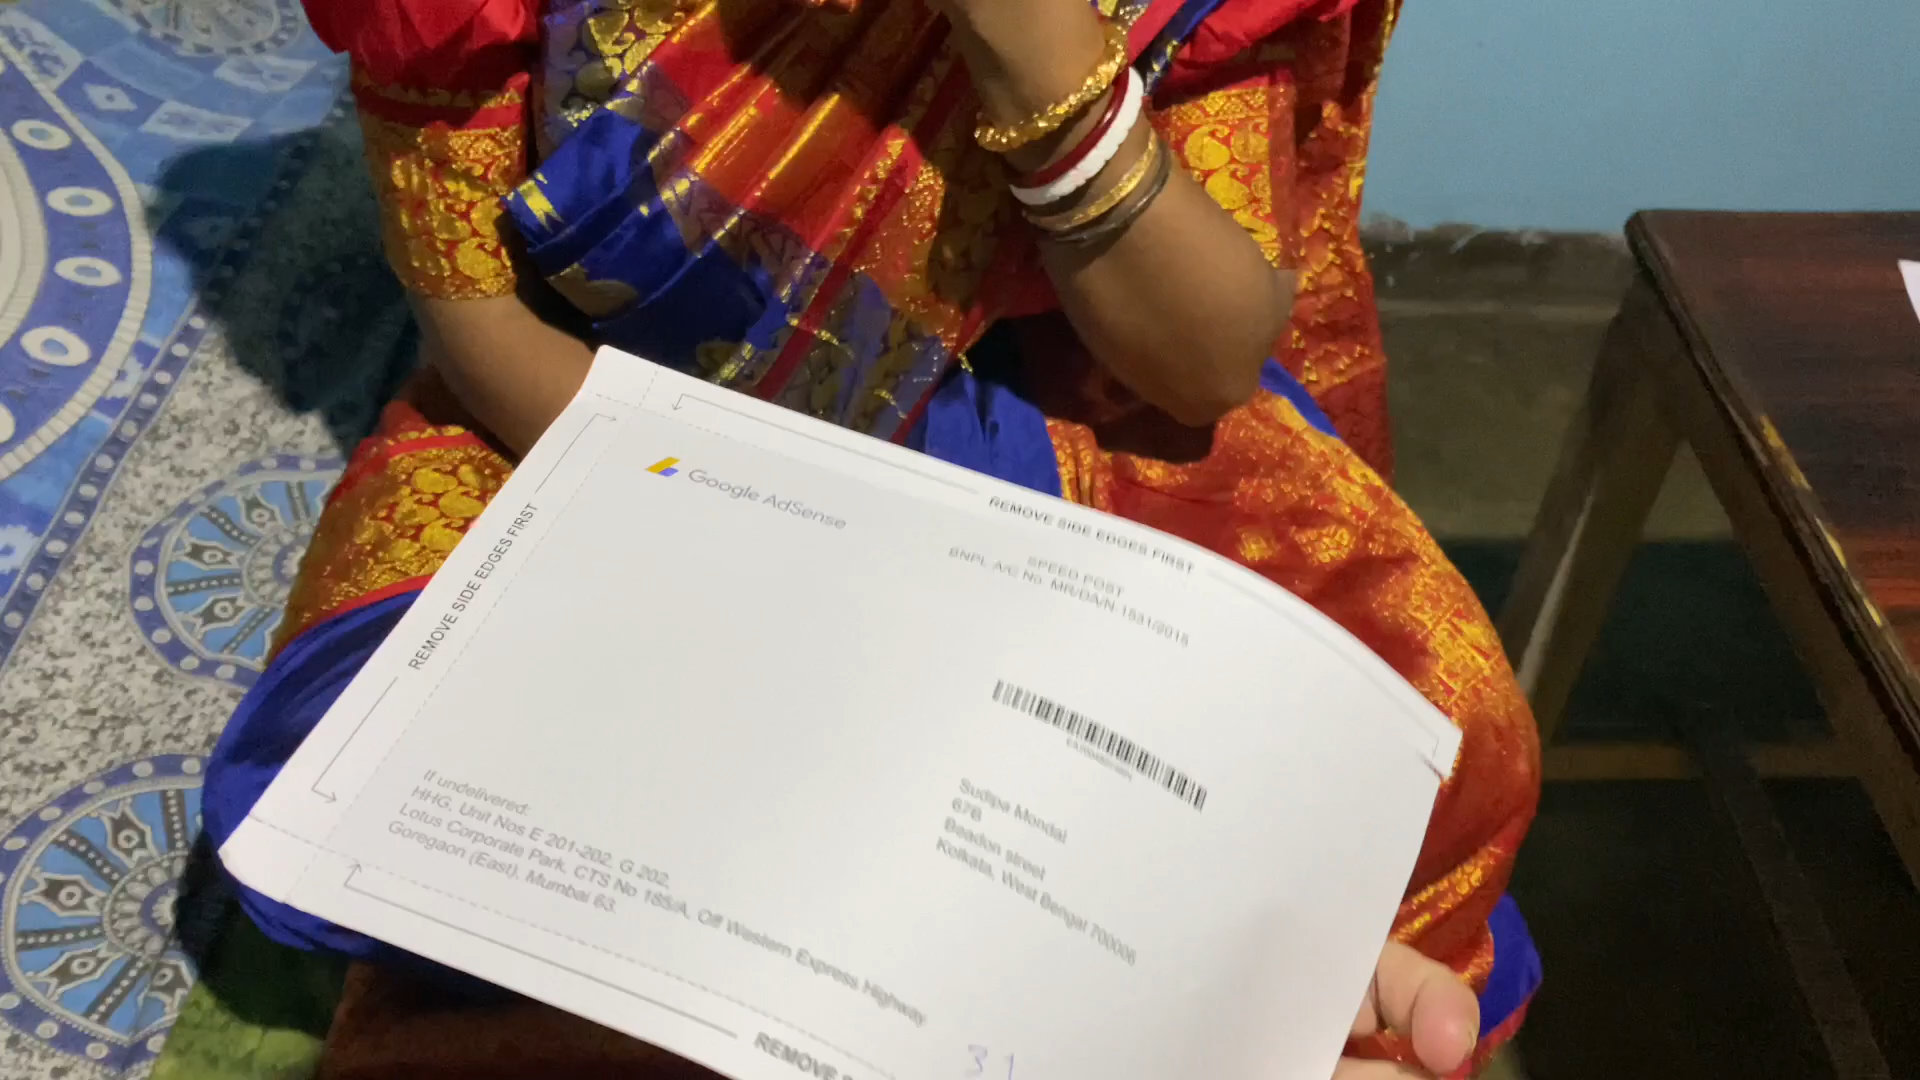 Google AdSense
REMOVE SIDE EDGES FIRST
REMOVE SIDE EDGES FIRST
SPEED POST
BNPL A/C No. MR/DA/N-1531/2015
Sudipa Mondal
67B
Beadon street
Kolkata, West Bengal 700006
If undelivered:
HHG, Unit Nos E 201-202, G 202,
Lotus Corporate Park, CTS No 185/A, Off Western Express Highway
Goregaon (East), Mumbai 63.
REMOVE S
31